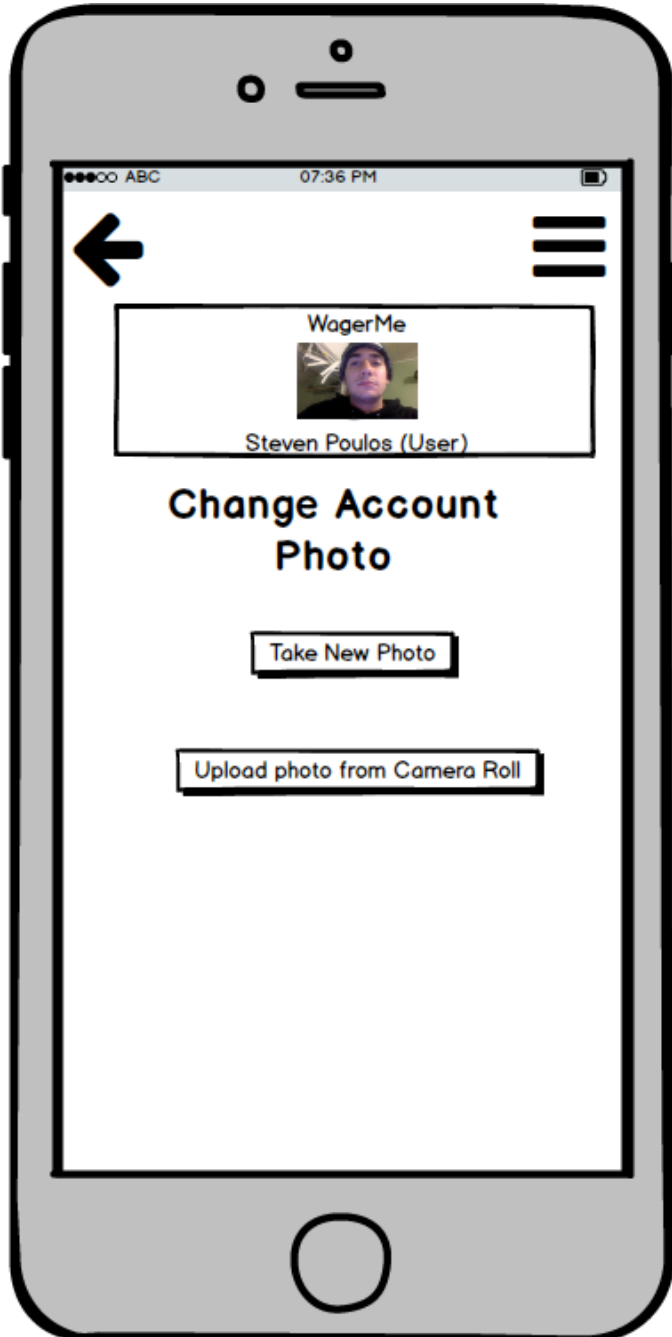 ABC 07:36 PM
WagerMe
Steven Poulos (User)
Change Account
Photo
Take New Photo
Upload photo from Camera Roll